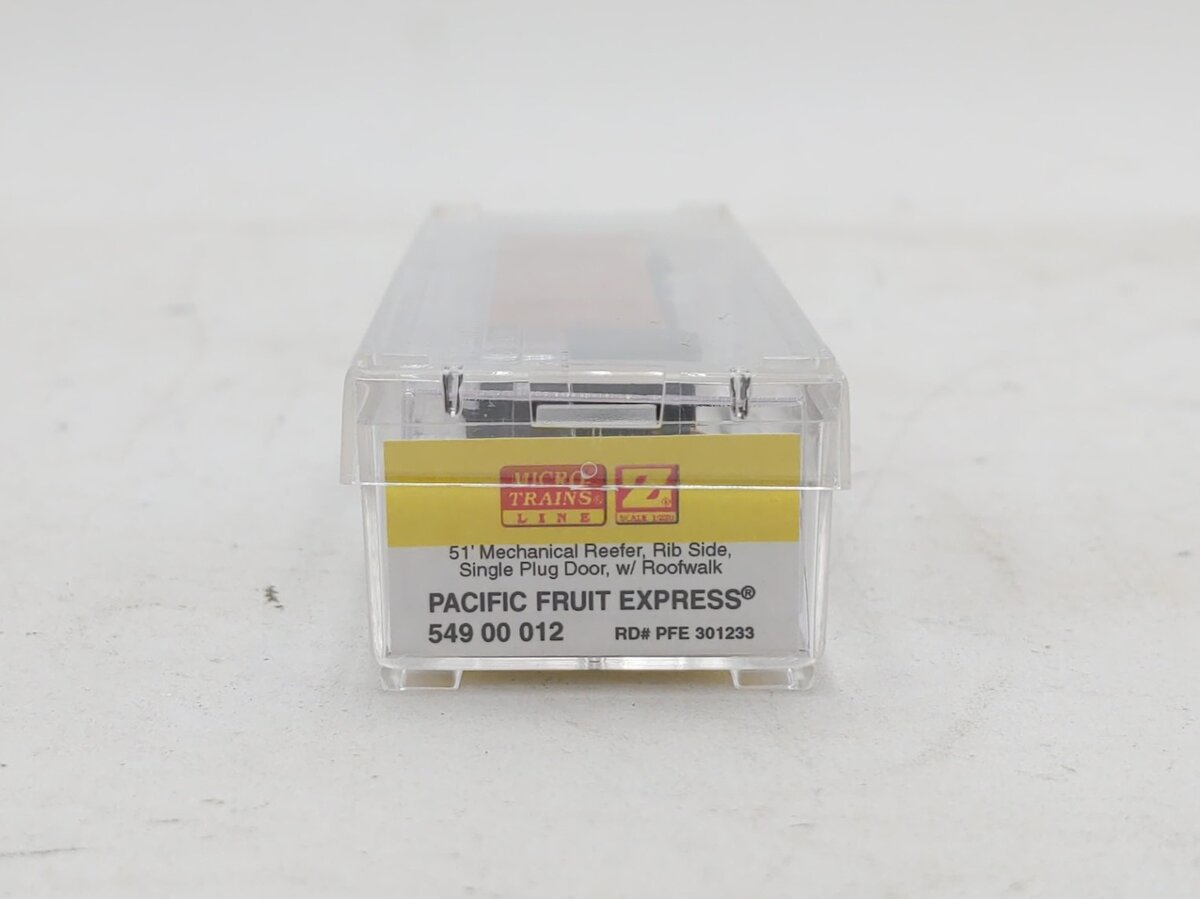 MICRO-
TRAINS®
LINE
Z®
SCALE 1:220
51' Mechanical Reefer, Rib Side,
Single Plug Door, w/ Roofwalk
PACIFIC FRUIT EXPRESS®
549 00 012 RD# PFE 301233